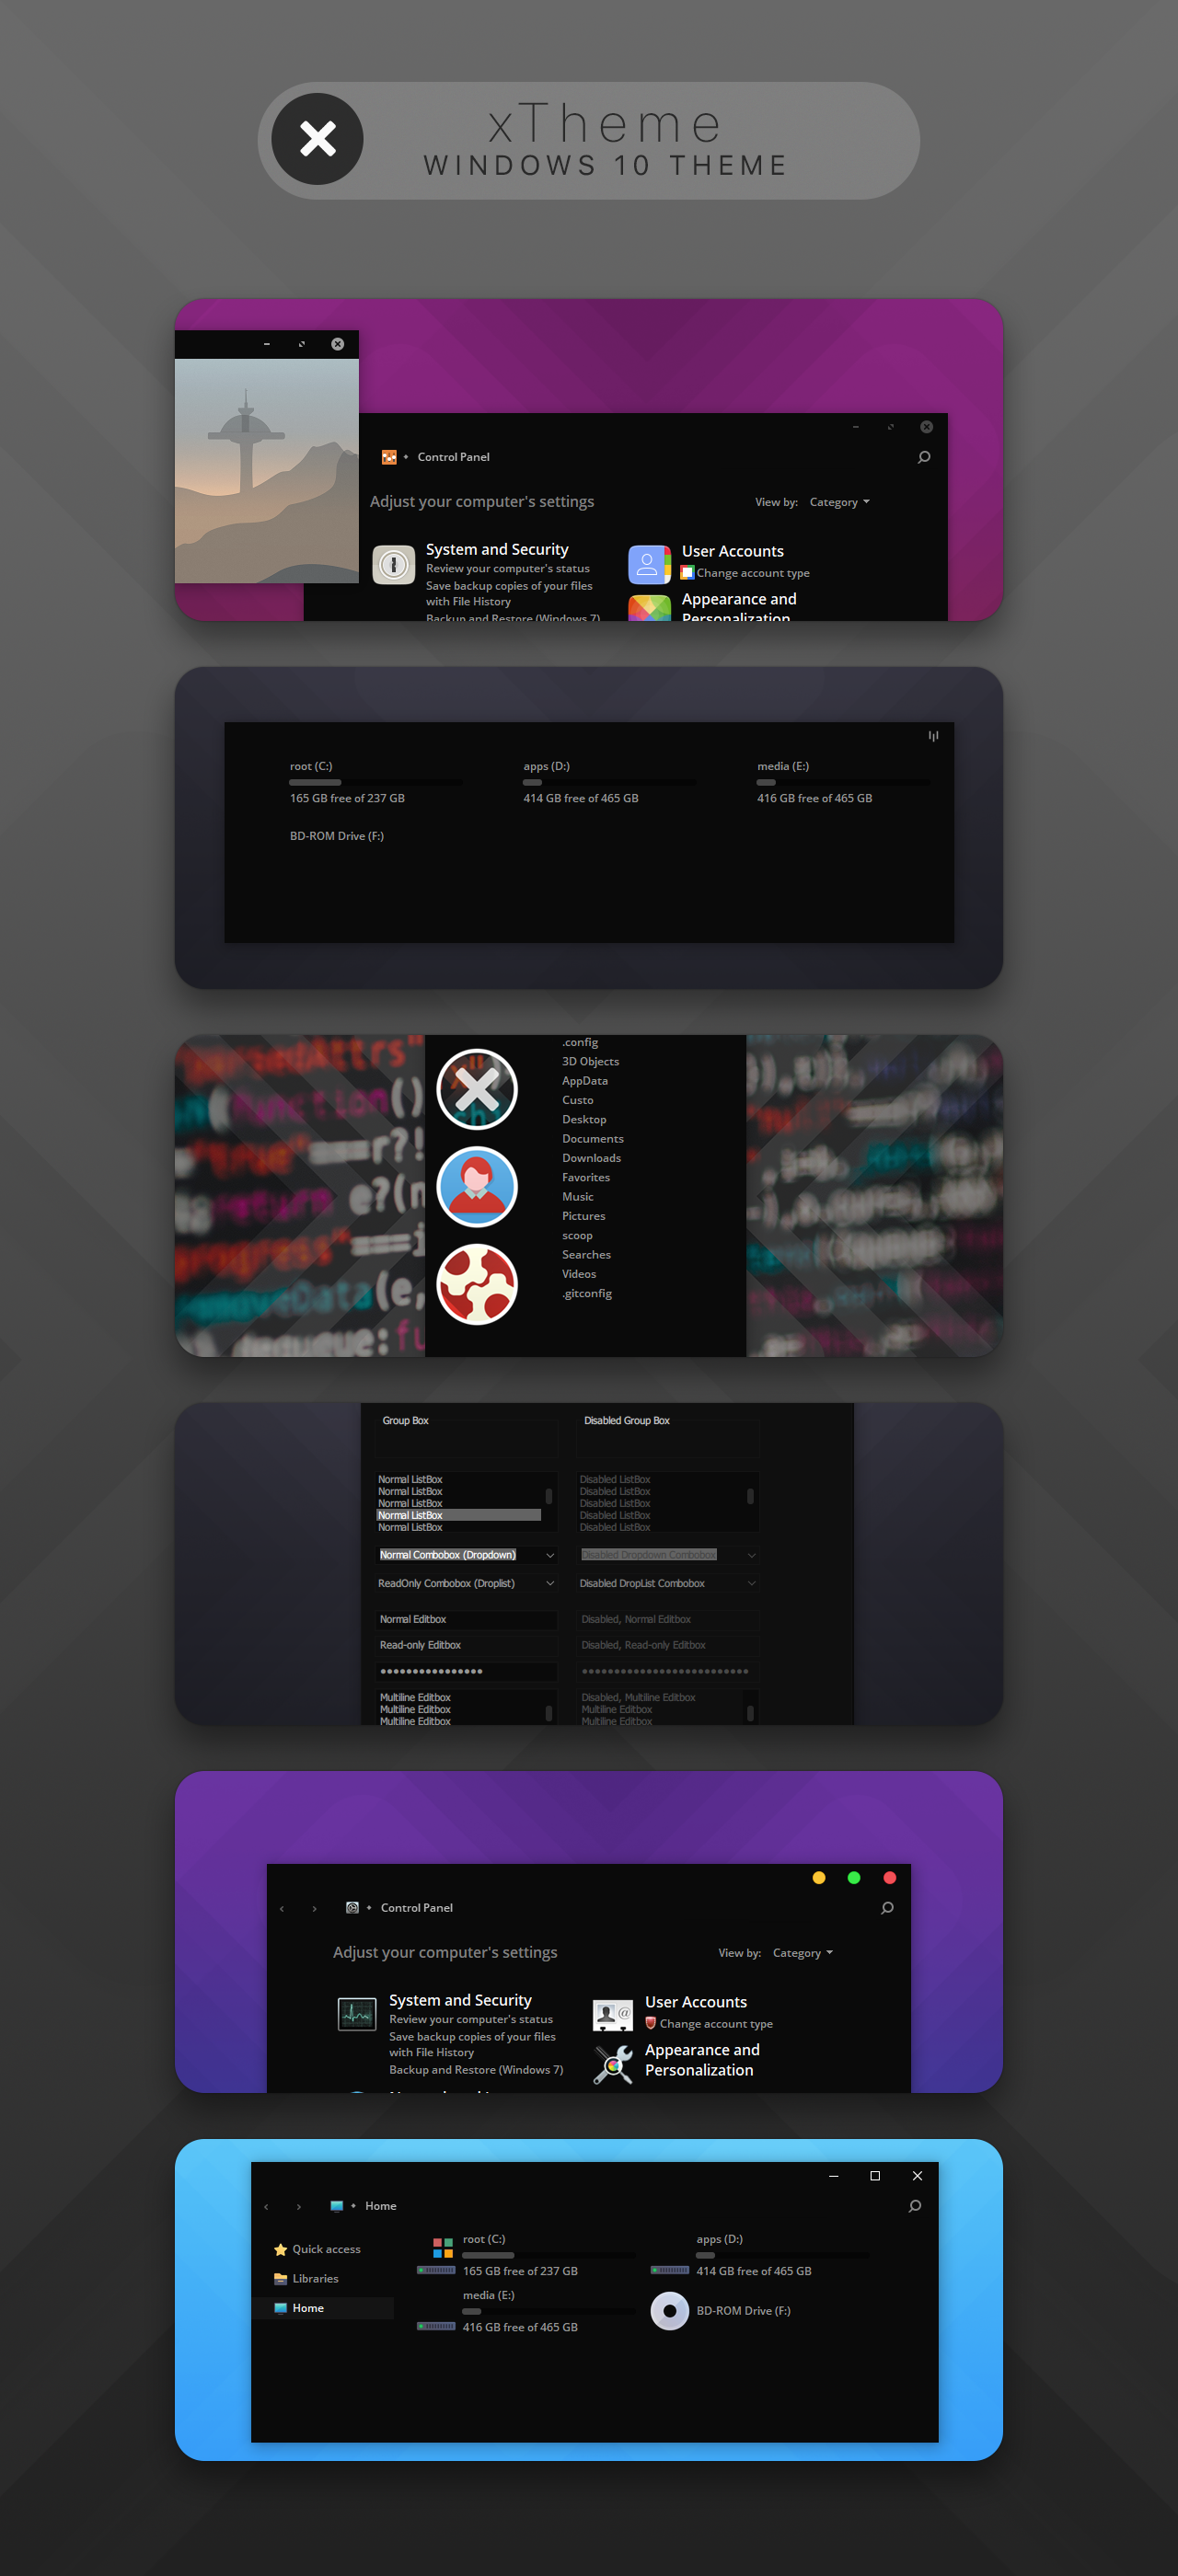 xTheme
WINDOWS 10 THEME
Control Panel
Adjust your computer's settings
View by: Category
System and Security
Review your computer's status
Save backup copies of your files
with File History
Backup and Restore (Windows 7)
User Accounts
Change account type
Appearance and
Personalization
root (C:)
165 GB free of 237 GB
apps (D:)
414 GB free of 465 GB
media (E:)
416 GB free of 465 GB
BD-ROM Drive (F:)
function()
"true"===r?!
return e?(n
"===i
moveData(e,
dequeue:fu
.config
3D Objects
AppData
Custo
Desktop
Documents
Downloads
Favorites
Music
Pictures
scoop
Searches
Videos
.gitconfig
Group Box
Disabled Group Box
Normal ListBox
Normal ListBox
Normal ListBox
Normal ListBox
Normal ListBox
Disabled ListBox
Disabled ListBox
Disabled ListBox
Disabled ListBox
Disabled ListBox
Normal Combobox (Dropdown)
Disabled Dropdown Combobox
ReadOnly Combobox (Droplist)
Disabled DropList Combobox
Normal Editbox
Disabled, Normal Editbox
Read-only Editbox
Disabled, Read-only Editbox
Multiline Editbox
Multiline Editbox
Multiline Editbox
Disabled, Multiline Editbox
Multiline Editbox
Multiline Editbox
Control Panel
Adjust your computer's settings
View by: Category
System and Security
Review your computer's status
Save backup copies of your files
with File History
Backup and Restore (Windows 7)
User Accounts
Change account type
Appearance and
Personalization
Home
Quick access
Libraries
Home
root (C:)
165 GB free of 237 GB
apps (D:)
414 GB free of 465 GB
media (E:)
416 GB free of 465 GB
BD-ROM Drive (F:)